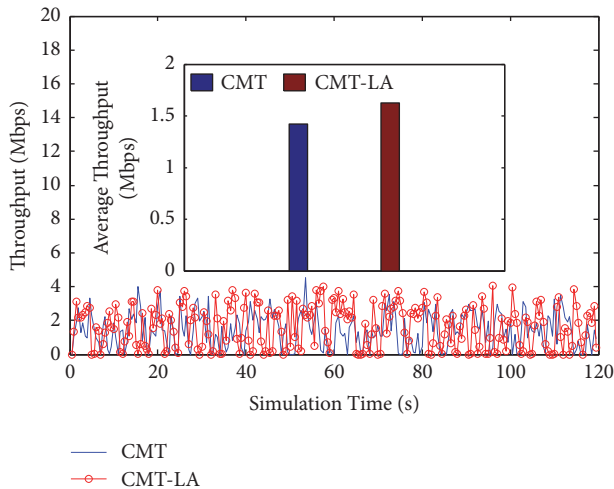 20
18
16
14
12
10
8
6
4
2
0
Throughput (Mbps)
2
1.5
1
0.5
0
Average Throughput
(Mbps)
CMT CMT-LA
0 20 40 60 80 100 120
Simulation Time (s)
CMT
CMT-LA